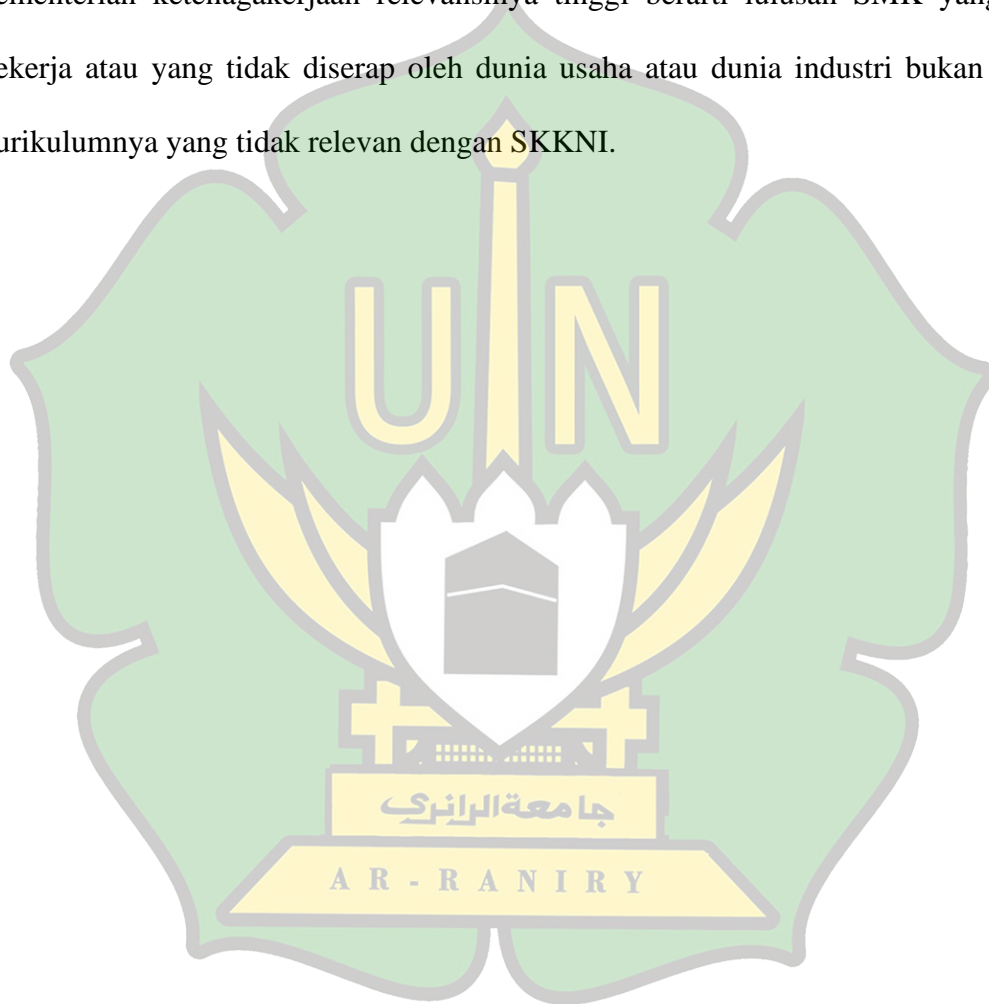 ementerian ketenagakerjaan relevansinya tinggi berarti lulusan SMK yang
ekerja atau yang tidak diserap oleh dunia usaha atau dunia industri bukan
urikulumnya yang tidak relevan dengan SKKNI.
UIN
جامعةالرانري
AR-RANIRY